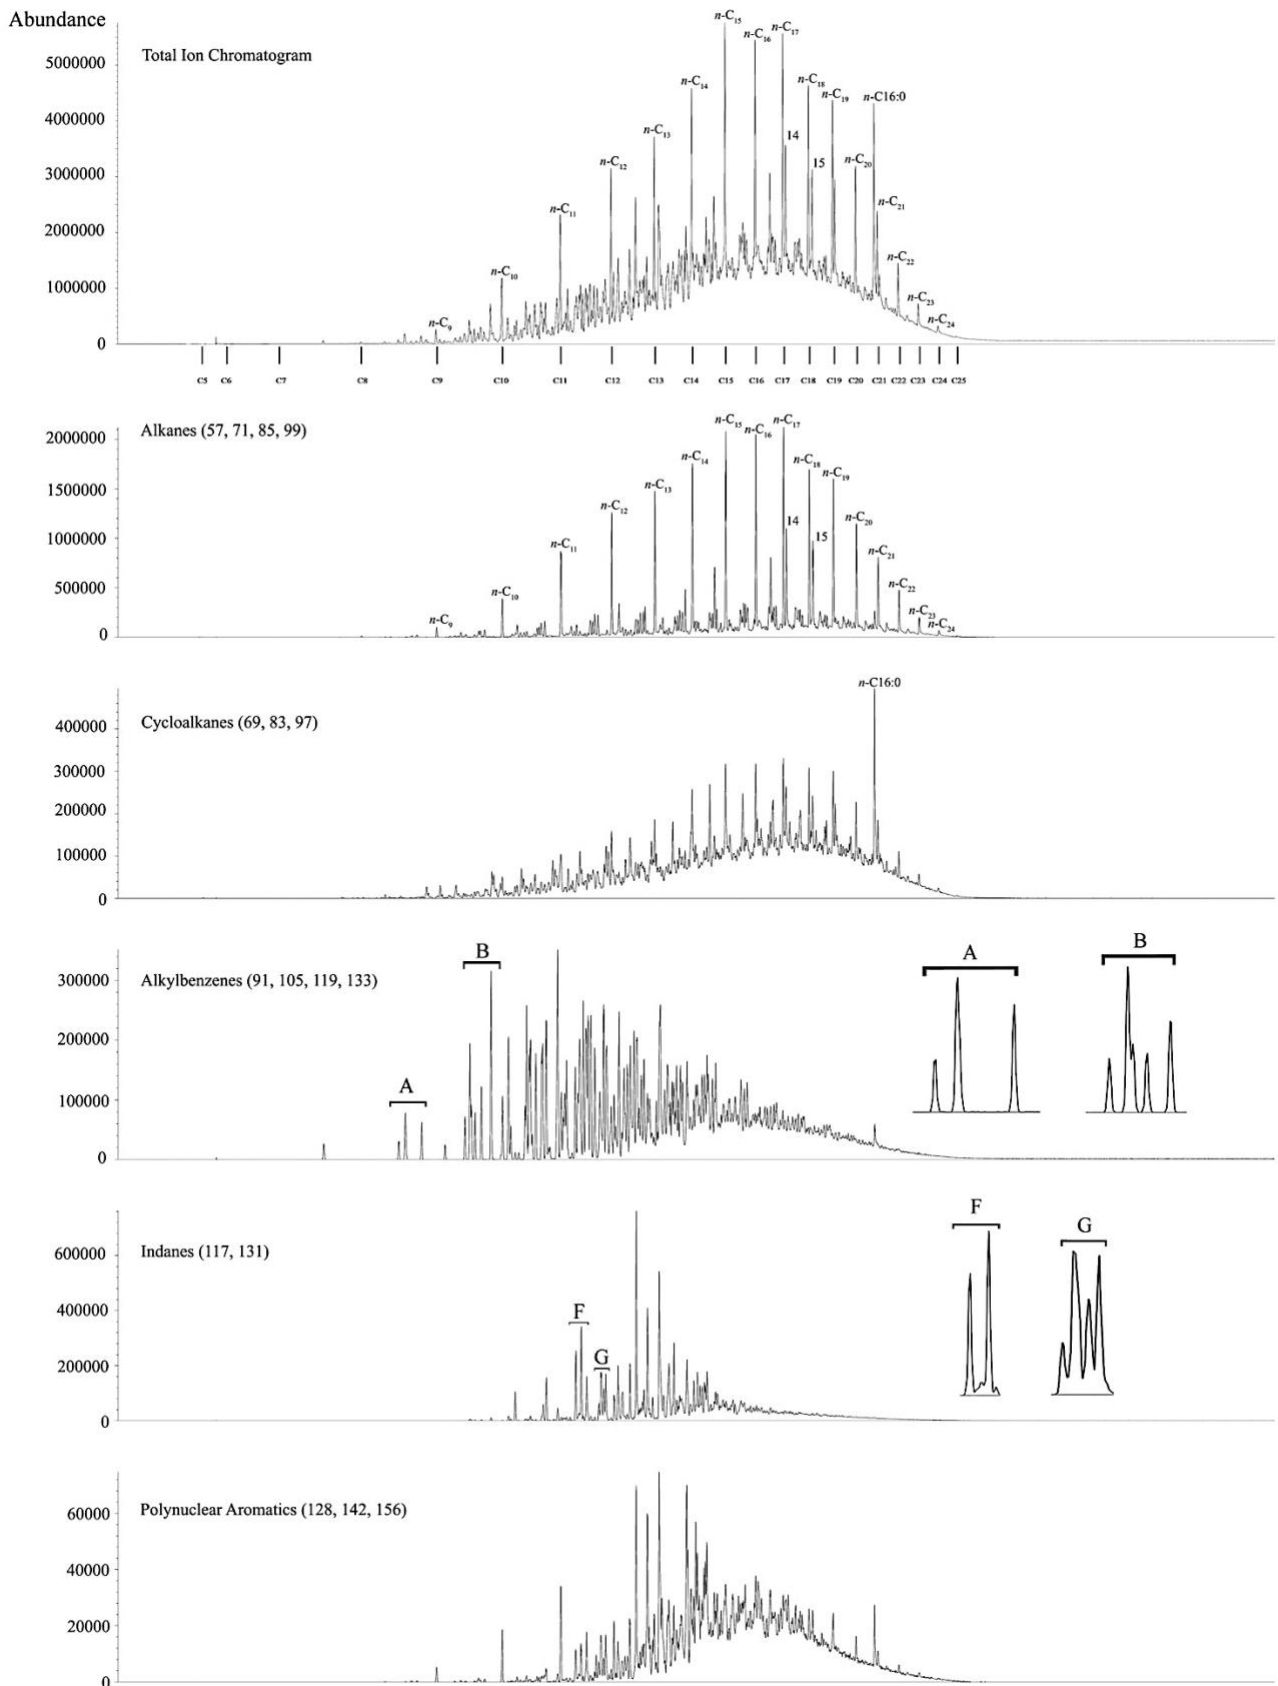 Abundance
Total Ion Chromatogram
5000000
4000000
3000000
2000000
1000000
0
n-C9
n-C10
n-C11
n-C12
n-C13
n-C14
n-C15
n-C16
n-C17
14
n-C18
15
n-C19
n-C20
n-C16:0
n-C21
n-C22
n-C23
n-C24
C5 C6 C7 C8 C9 C10 C11 C12 C13 C14 C15 C16 C17 C18 C19 C20 C21 C22 C23 C24 C25
Alkanes (57, 71, 85, 99)
2000000
1500000
1000000
500000
0
n-C9
n-C10
n-C11
n-C12
n-C13
n-C14
n-C15
n-C16
n-C17
14
n-C18
15
n-C19
n-C20
n-C21
n-C22
n-C23
n-C24
Cycloalkanes (69, 83, 97)
400000
300000
200000
100000
0
n-C16:0
Alkylbenzenes (91, 105, 119, 133)
300000
200000
100000
0
A
B
A
B
Indanes (117, 131)
600000
400000
200000
0
F
G
F
G
Polynuclear Aromatics (128, 142, 156)
60000
40000
20000
0